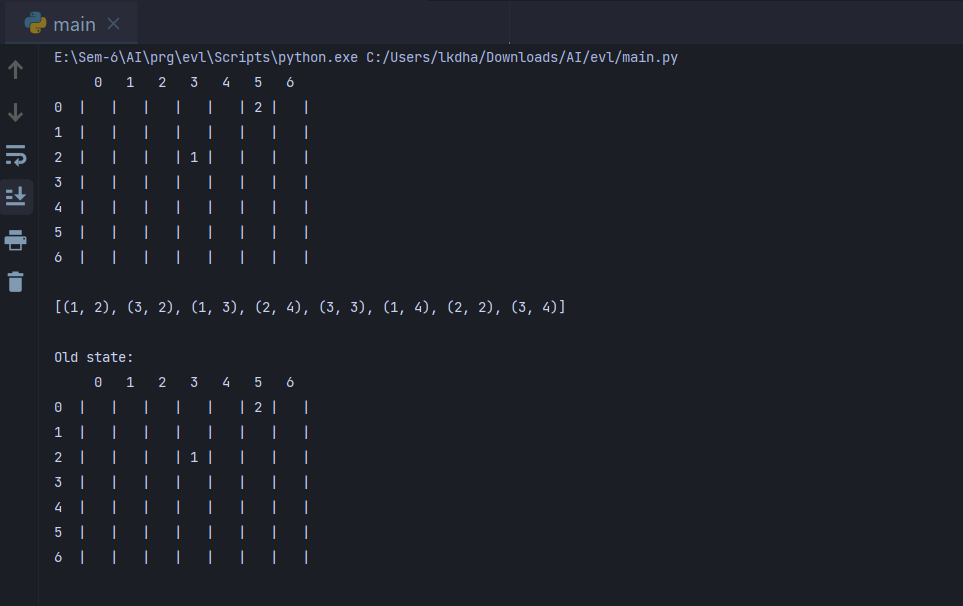 main
E:\Sem-6\AI\prg\evl\Scripts\python.exe C:/Users/lkdha/Downloads/AI/evl/main.py
     0   1   2   3   4   5   6
0  |   |   |   |   |   | 2 |   |
1  |   |   |   |   |   |   |   |
2  |   |   |   | 1 |   |   |   |
3  |   |   |   |   |   |   |   |
4  |   |   |   |   |   |   |   |
5  |   |   |   |   |   |   |   |
6  |   |   |   |   |   |   |   |
[(1, 2), (3, 2), (1, 3), (2, 4), (3, 3), (1, 4), (2, 2), (3, 4)]
Old state:
     0   1   2   3   4   5   6
0  |   |   |   |   |   | 2 |   |
1  |   |   |   |   |   |   |   |
2  |   |   |   | 1 |   |   |   |
3  |   |   |   |   |   |   |   |
4  |   |   |   |   |   |   |   |
5  |   |   |   |   |   |   |   |
6  |   |   |   |   |   |   |   |